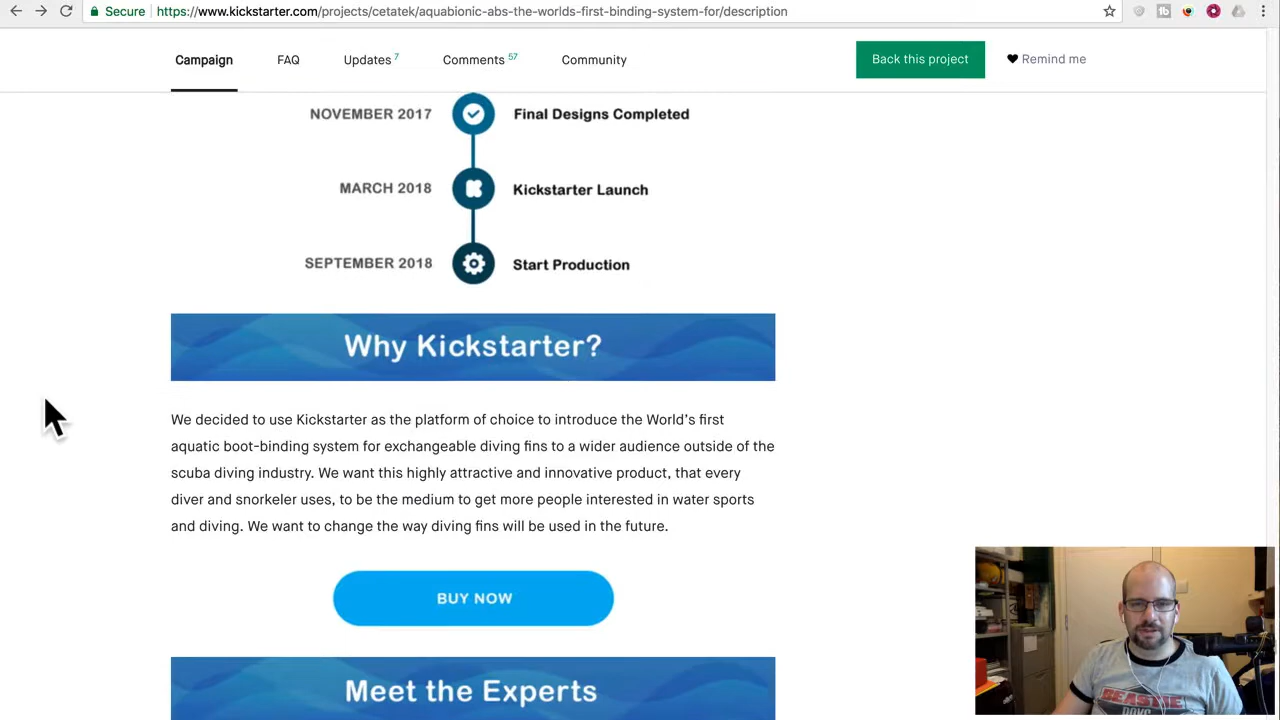 Secure https://www.kickstarter.com/projects/cetatek/aquabionic-abs-the-worlds-first-binding-system-for/description
Campaign FAQ Updates 7 Comments 57 Community Back this project Remind me
NOVEMBER 2017 Final Designs Completed
MARCH 2018 Kickstarter Launch
SEPTEMBER 2018 Start Production
Why Kickstarter?
We decided to use Kickstarter as the platform of choice to introduce the World's first
aquatic boot-binding system for exchangeable diving fins to a wider audience outside of the
scuba diving industry. We want this highly attractive and innovative product, that every
diver and snorkeler uses, to be the medium to get more people interested in water sports
and diving. We want to change the way diving fins will be used in the future.
BUY NOW
Meet the Experts
BEASTIE
BOYS